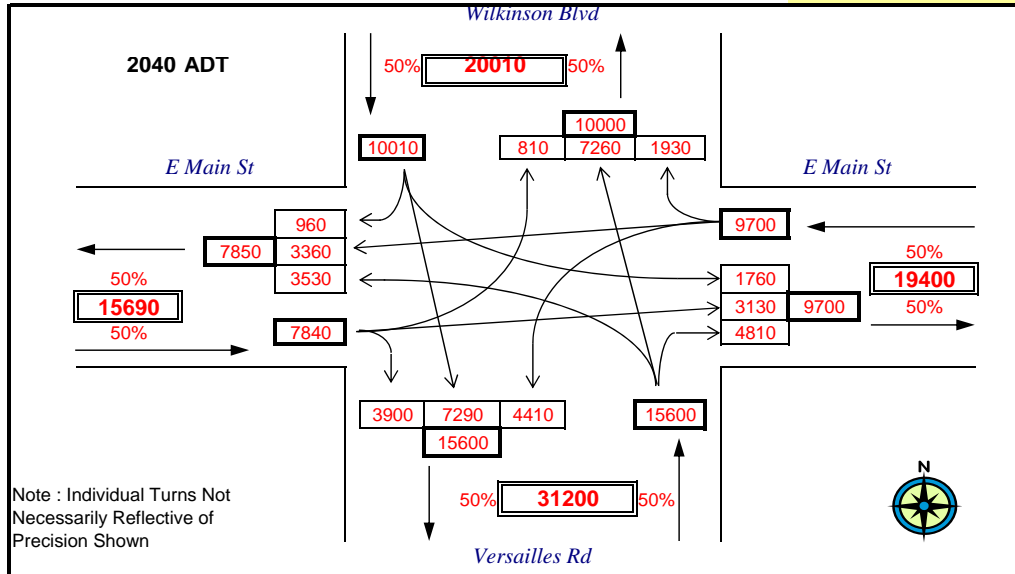 Wilkinson Blvd
2040 ADT
50% 20010 50%
10000
10010
810 7260 1930
E Main St
E Main St
960
9700
7850 3360
50%
3530
1760
19400
50%
15690
3130 9700
50%
50%
7840
4810
3900 7290 4410
15600
15600
N
Note : Individual Turns Not
Necessarily Reflective of
Precision Shown
50% 31200 50%
Versailles Rd